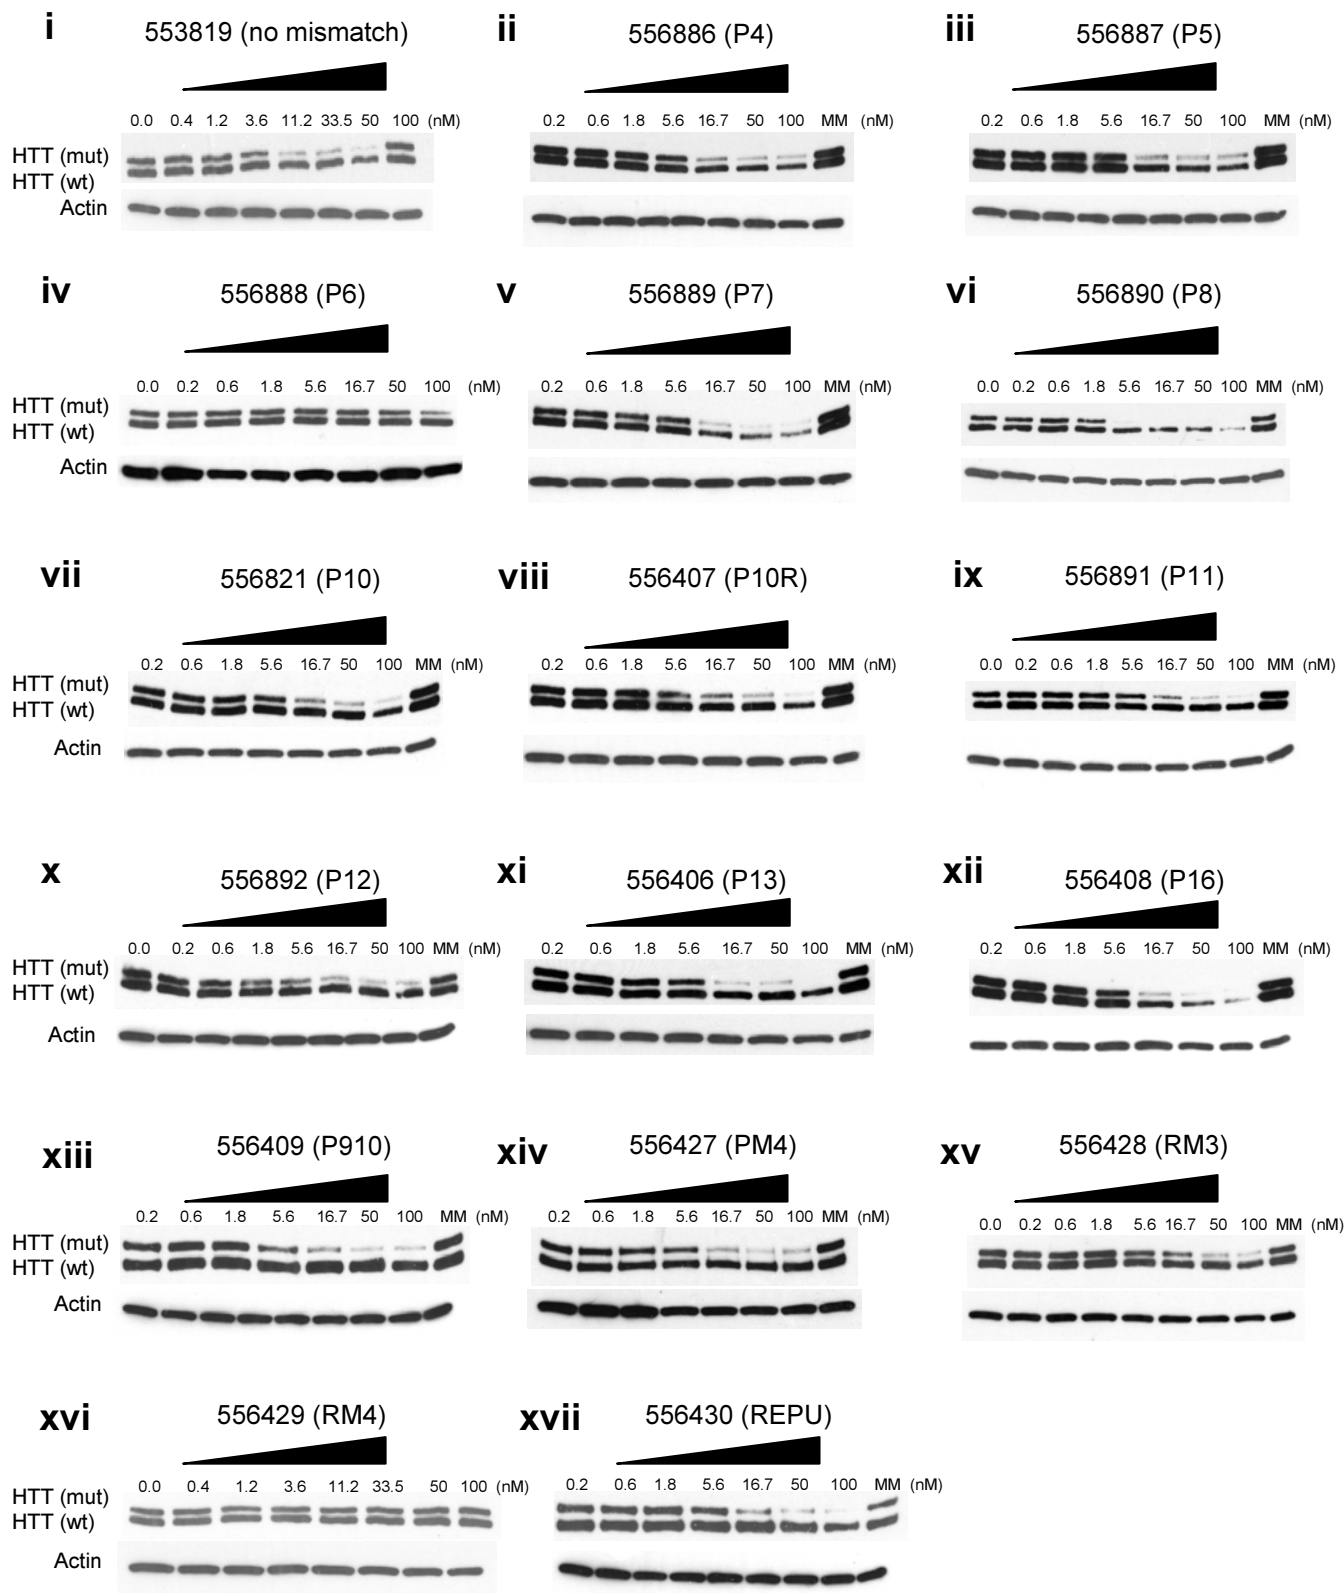 i 553819 (no mismatch)
0.0 0.4 1.2 3.6 11.2 33.5 50 100 (nM)
HTT (mut)
HTT (wt)
Actin
ii 556886 (P4)
0.2 0.6 1.8 5.6 16.7 50 100 MM (nM)
iii 556887 (P5)
0.2 0.6 1.8 5.6 16.7 50 100 MM (nM)
iv 556888 (P6)
0.0 0.2 0.6 1.8 5.6 16.7 50 100 (nM)
HTT (mut)
HTT (wt)
Actin
v 556889 (P7)
0.2 0.6 1.8 5.6 16.7 50 100 MM (nM)
vi 556890 (P8)
0.0 0.2 0.6 1.8 5.6 16.7 50 100 MM (nM)
vii 556821 (P10)
0.2 0.6 1.8 5.6 16.7 50 100 MM (nM)
HTT (mut)
HTT (wt)
Actin
viii 556407 (P10R)
0.2 0.6 1.8 5.6 16.7 50 100 MM (nM)
ix 556891 (P11)
0.0 0.2 0.6 1.8 5.6 16.7 50 100 MM (nM)
x 556892 (P12)
0.0 0.2 0.6 1.8 5.6 16.7 50 100 MM (nM)
HTT (mut)
HTT (wt)
Actin
xi 556406 (P13)
0.2 0.6 1.8 5.6 16.7 50 100 MM (nM)
xii 556408 (P16)
0.2 0.6 1.8 5.6 16.7 50 100 MM (nM)
xiii 556409 (P910)
0.2 0.6 1.8 5.6 16.7 50 100 MM (nM)
HTT (mut)
HTT (wt)
Actin
xiv 556427 (PM4)
0.2 0.6 1.8 5.6 16.7 50 100 MM (nM)
xv 556428 (RM3)
0.0 0.2 0.6 1.8 5.6 16.7 50 100 MM (nM)
xvi 556429 (RM4)
0.0 0.4 1.2 3.6 11.2 33.5 50 100 (nM)
HTT (mut)
HTT (wt)
Actin
xvii 556430 (REPU)
0.2 0.6 1.8 5.6 16.7 50 100 MM (nM)